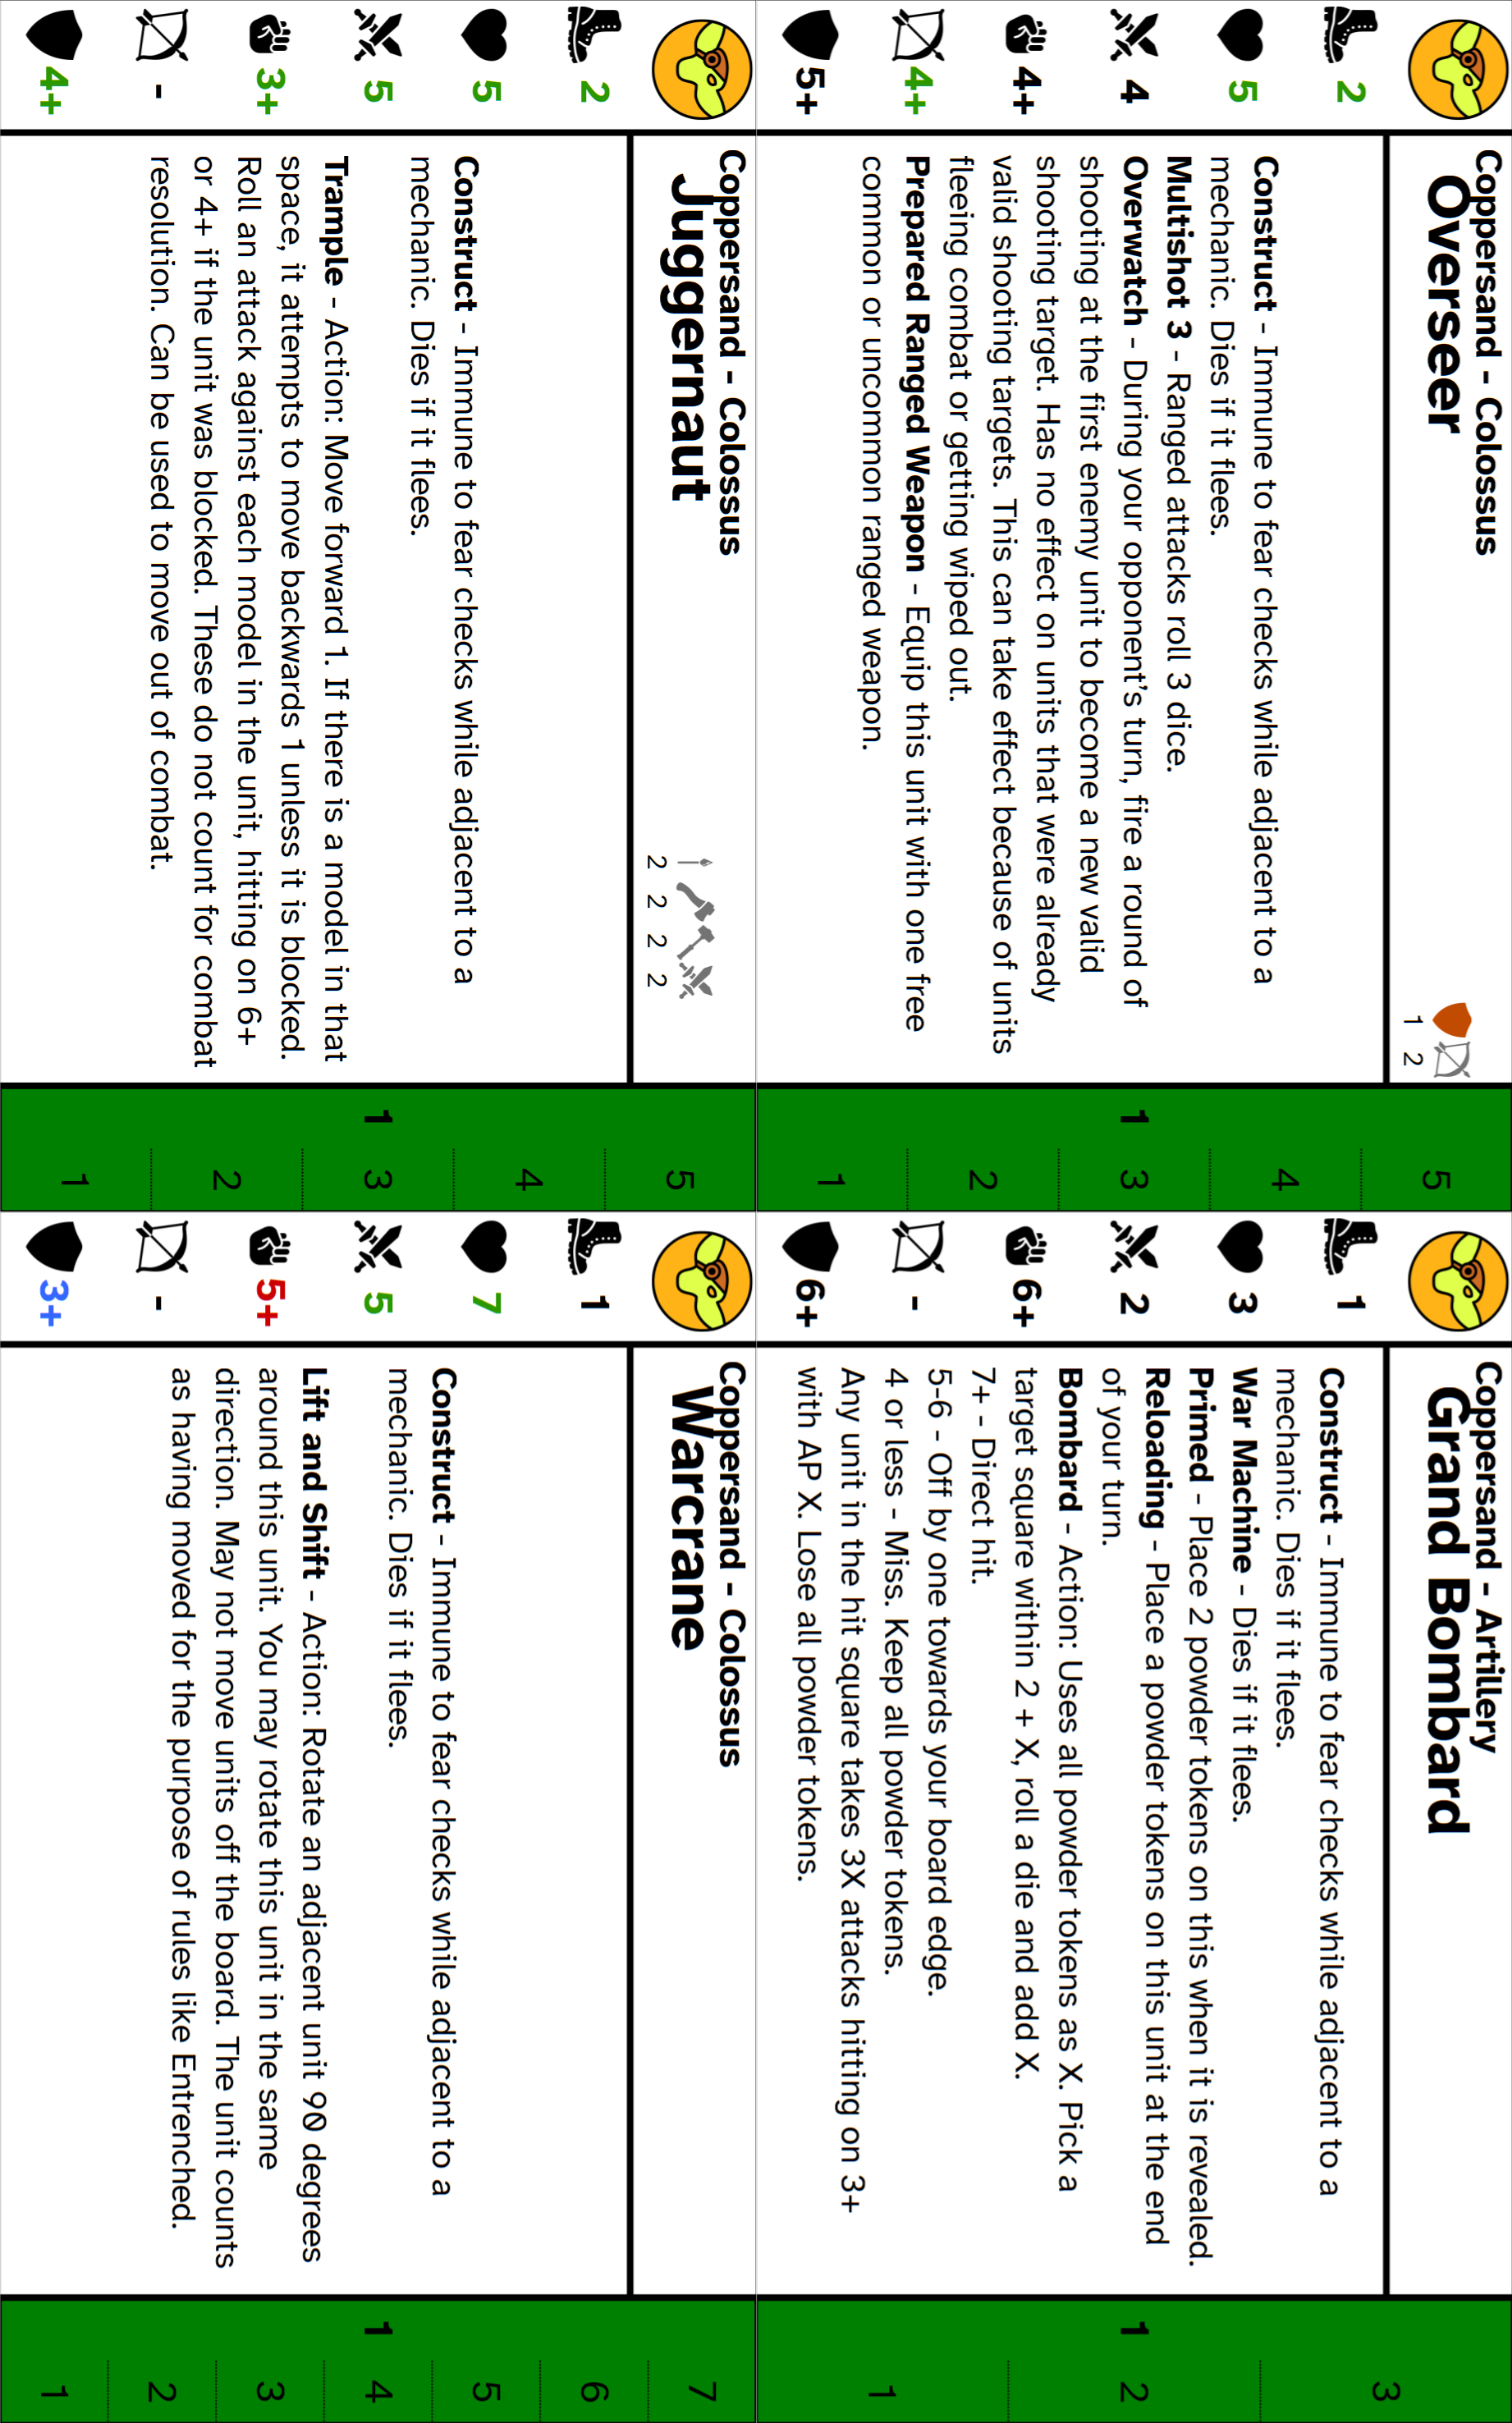 Coppersand - Colossus
Overseer
1 2
2
5
4
4+
4+
5+
Construct - Immune to fear checks while adjacent to a
mechanic. Dies if it flees.
Multishot 3 - Ranged attacks roll 3 dice.
Overwatch - During your opponent's turn, fire a round of
shooting at the first enemy unit to become a new valid
shooting target. Has no effect on units that were already
valid shooting targets. This can take effect because of units
fleeing combat or getting wiped out.
Prepared Ranged Weapon - Equip this unit with one free
common or uncommon ranged weapon.
1
5
4
3
2
1
Coppersand - Artillery
Grand Bombard
1
3
2
6+
-
6+
Construct - Immune to fear checks while adjacent to a
mechanic. Dies if it flees.
War Machine - Dies if it flees.
Primed - Place 2 powder tokens on this when it is revealed.
Reloading - Place a powder tokens on this unit at the end
of your turn.
Bombard - Action: Uses all powder tokens as X. Pick a
target square within 2 + X, roll a die and add X.
7+ - Direct hit.
5-6 - Off by one towards your board edge.
4 or less - Miss. Keep all powder tokens.
Any unit in the hit square takes 3X attacks hitting on 3+
with AP X. Lose all powder tokens.
1
3
2
1
Coppersand - Colossus
Juggernaut
2 2 2 2
2
5
5
3+
-
4+
Construct - Immune to fear checks while adjacent to a
mechanic. Dies if it flees.
Trample - Action: Move forward 1. If there is a model in that
space, it attempts to move backwards 1 unless it is blocked.
Roll an attack against each model in the unit, hitting on 6+
or 4+ if the unit was blocked. These do not count for combat
resolution. Can be used to move out of combat.
1
5
4
3
2
1
Coppersand - Colossus
Warcrane
1
7
5
5+
-
3+
Construct - Immune to fear checks while adjacent to a
mechanic. Dies if it flees.
Lift and Shift - Action: Rotate an adjacent unit 90 degrees
around this unit. You may rotate this unit in the same
direction. May not move units off the board. The unit counts
as having moved for the purpose of rules like Entrenched.
1
7
6
5
4
3
2
1